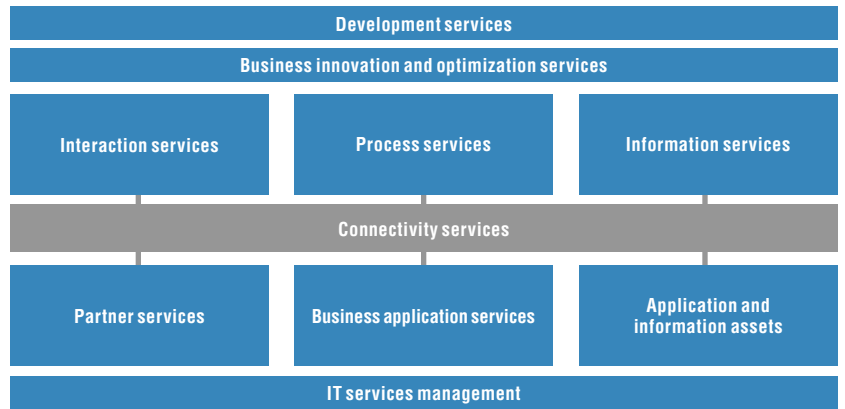 Development services
Business innovation and optimization services
Interaction services
Process services
Information services
Connectivity services
Partner services
Business application services
Application and
information assets
IT services management